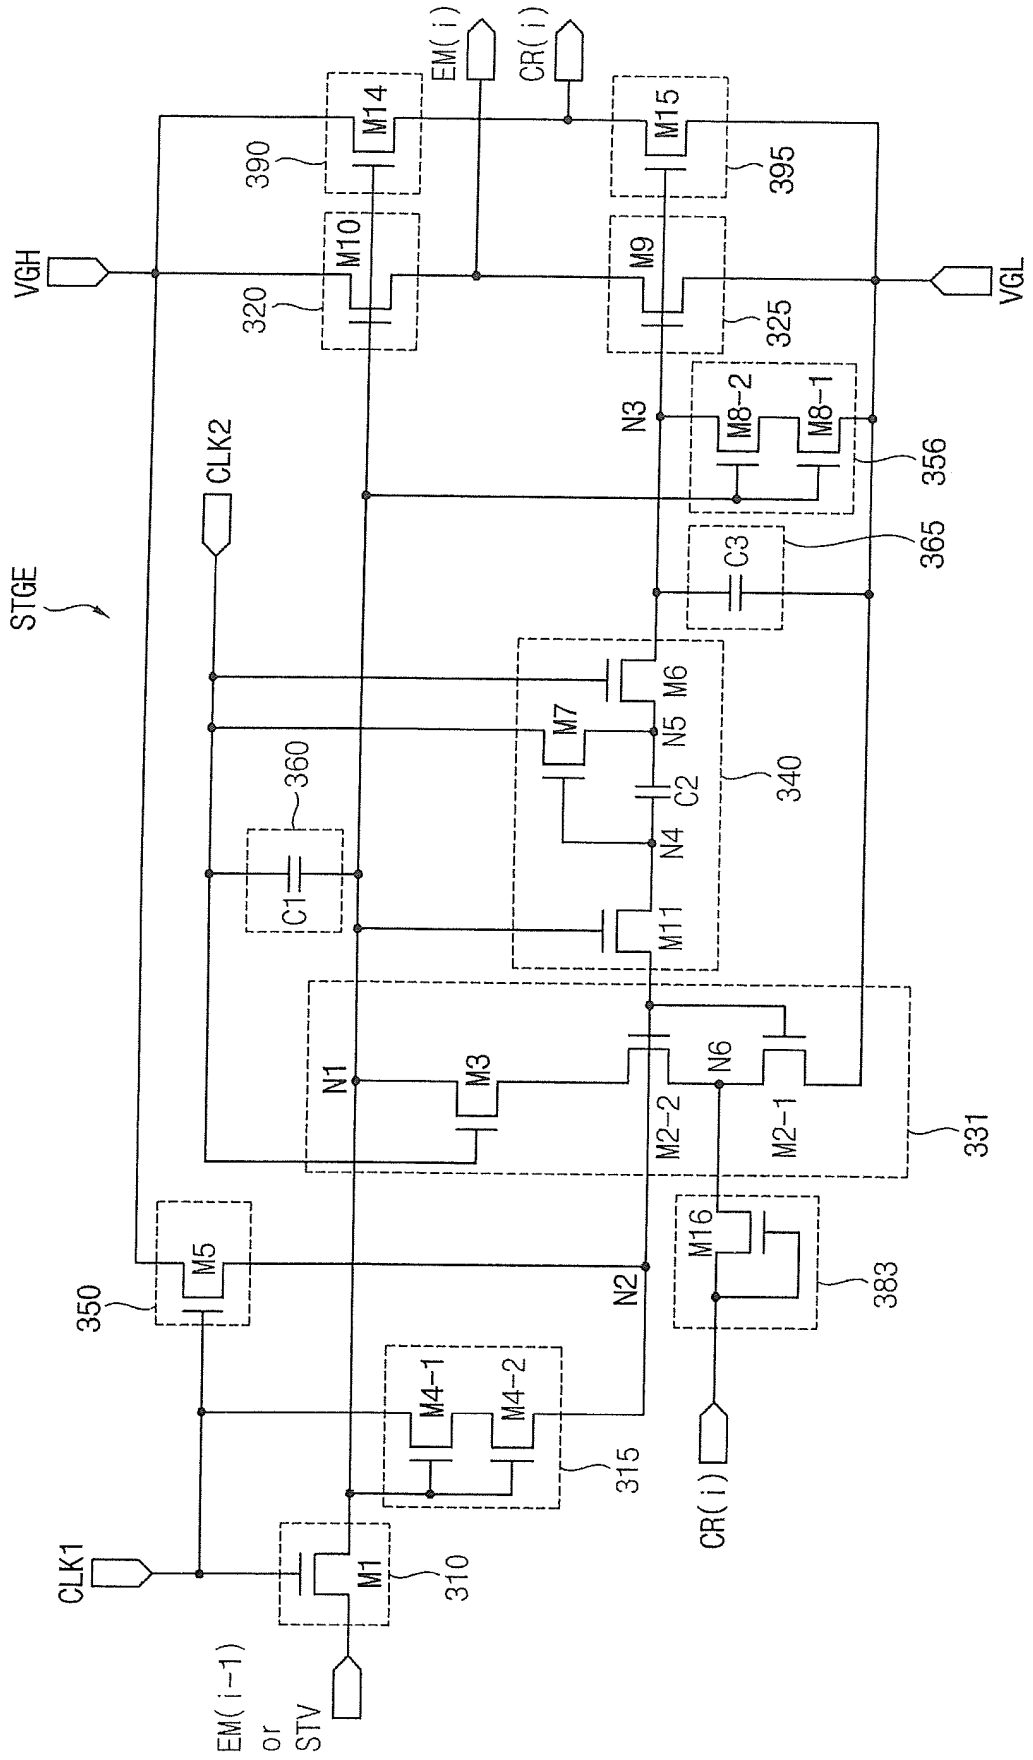 STGE
VGH
CLK2
CLK1
EM(i-1)
or
STV
350
M5
360
C1
320
M10
390
M14
EM(i)
CR(i)
310
M1
315
M4-1
M4-2
N1
M3
N2
M2-2
N6
M2-1
331
M11
N4
C2
M7
N5
M6
340
N3
C3
365
M8-2
M8-1
356
M9
325
M15
395
VGL
CR(i)
M16
383